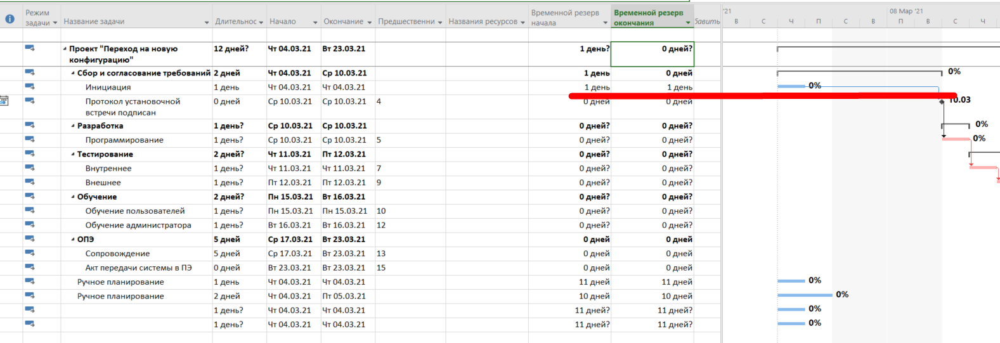 Режим задачи Название задачи Длительнос Начало Окончание Предшественни Названия ресурсов Временной резерв начала Временной резерв окончания бавить '21 08 Мар '21
В С Ч П С В П В С Ч
Проект "Переход на новую конфигурацию" 12 дней? Чт 04.03.21 Вт 23.03.21 1 день? 0 дней?
Сбор и согласование требований 2 дней Чт 04.03.21 Ср 10.03.21 1 день 0 дней 0%
Инициация 1 день Чт 04.03.21 Чт 04.03.21 1 день 1 день 0%
Протокол установочной встречи подписан 0 дней Ср 10.03.21 Ср 10.03.21 4 0 дней 0 дней 10.03
Разработка 1 день? Ср 10.03.21 Ср 10.03.21 0 дней? 0 дней? 0%
Программирование 1 день? Ср 10.03.21 Ср 10.03.21 5 0 дней? 0 дней? 0%
Тестирование 2 дней? Чт 11.03.21 Пт 12.03.21 0 дней? 0 дней?
Внутреннее 1 день? Чт 11.03.21 Чт 11.03.21 7 0 дней? 0 дней?
Внешнее 1 день? Пт 12.03.21 Пт 12.03.21 9 0 дней? 0 дней?
Обучение 2 дней? Пн 15.03.21 Вт 16.03.21 0 дней? 0 дней?
Обучение пользователей 1 день? Пн 15.03.21 Пн 15.03.21 10 0 дней? 0 дней?
Обучение администратора 1 день? Вт 16.03.21 Вт 16.03.21 12 0 дней? 0 дней?
ОПЭ 5 дней Ср 17.03.21 Вт 23.03.21 0 дней 0 дней
Сопровождение 5 дней Ср 17.03.21 Вт 23.03.21 13 0 дней 0 дней
Акт передачи системы в ПЭ 0 дней Вт 23.03.21 Вт 23.03.21 15 0 дней 0 дней
Ручное планирование 1 день Чт 04.03.21 Чт 04.03.21 11 дней 11 дней 0%
Ручное планирование 2 дней Чт 04.03.21 Пт 05.03.21 10 дней 10 дней 0%
1 день? Чт 04.03.21 Чт 04.03.21 11 дней? 11 дней? 0%
1 день? Чт 04.03.21 Чт 04.03.21 11 дней? 11 дней? 0%